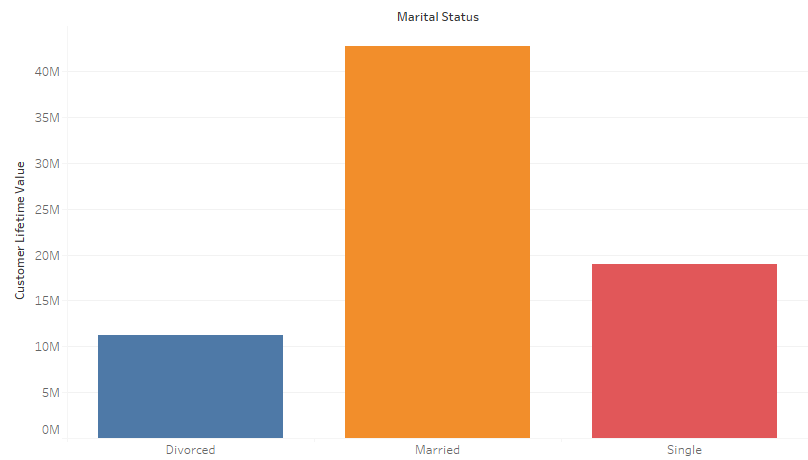 Marital Status
Customer Lifetime Value
40M
35M
30M
25M
20M
15M
10M
5M
0M
Divorced
Married
Single